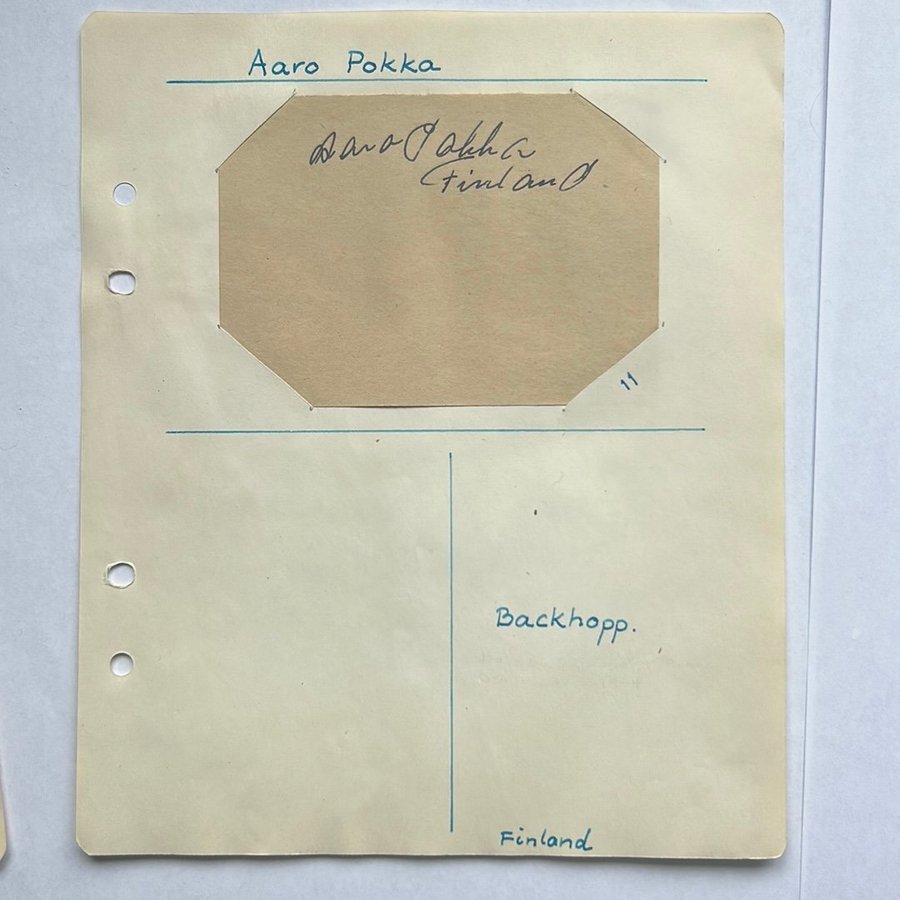 Aaro Pokka
Aaro Pokka
Finland
11
Backhopp.
Finland